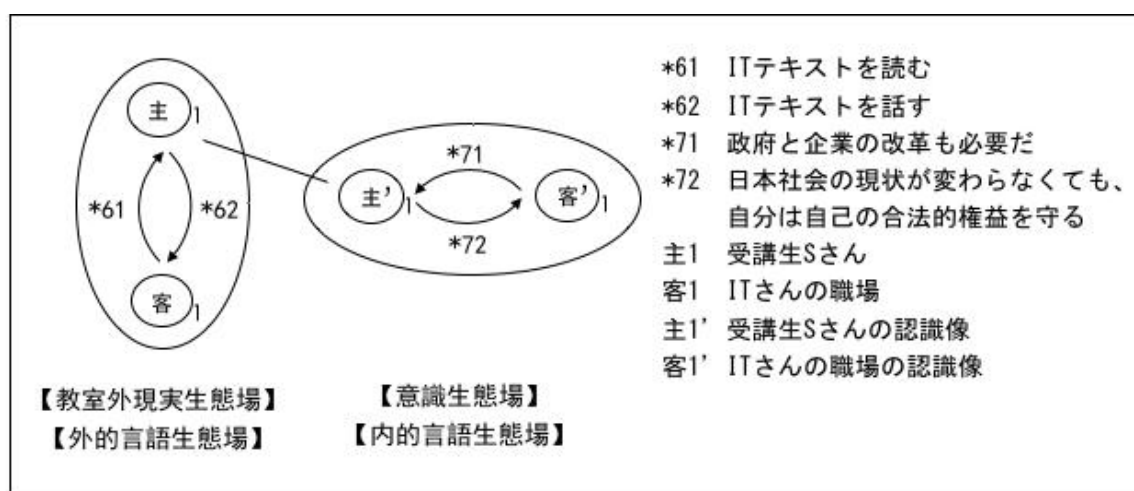 主1
*61
*62
客1
*71
主'1
客'1
*72
【教室外現実生態場】
【外的言語生態場】
【意識生態場】
【内的言語生態場】
*61 ITテキストを読む
*62 ITテキストを話す
*71 政府と企業の改革も必要だ
*72 日本社会の現状が変わらなくても、
自分は自己の合法的権益を守る
主1 受講生Sさん
客1 ITさんの職場
主1’ 受講生Sさんの認識像
客1’ ITさんの職場の認識像